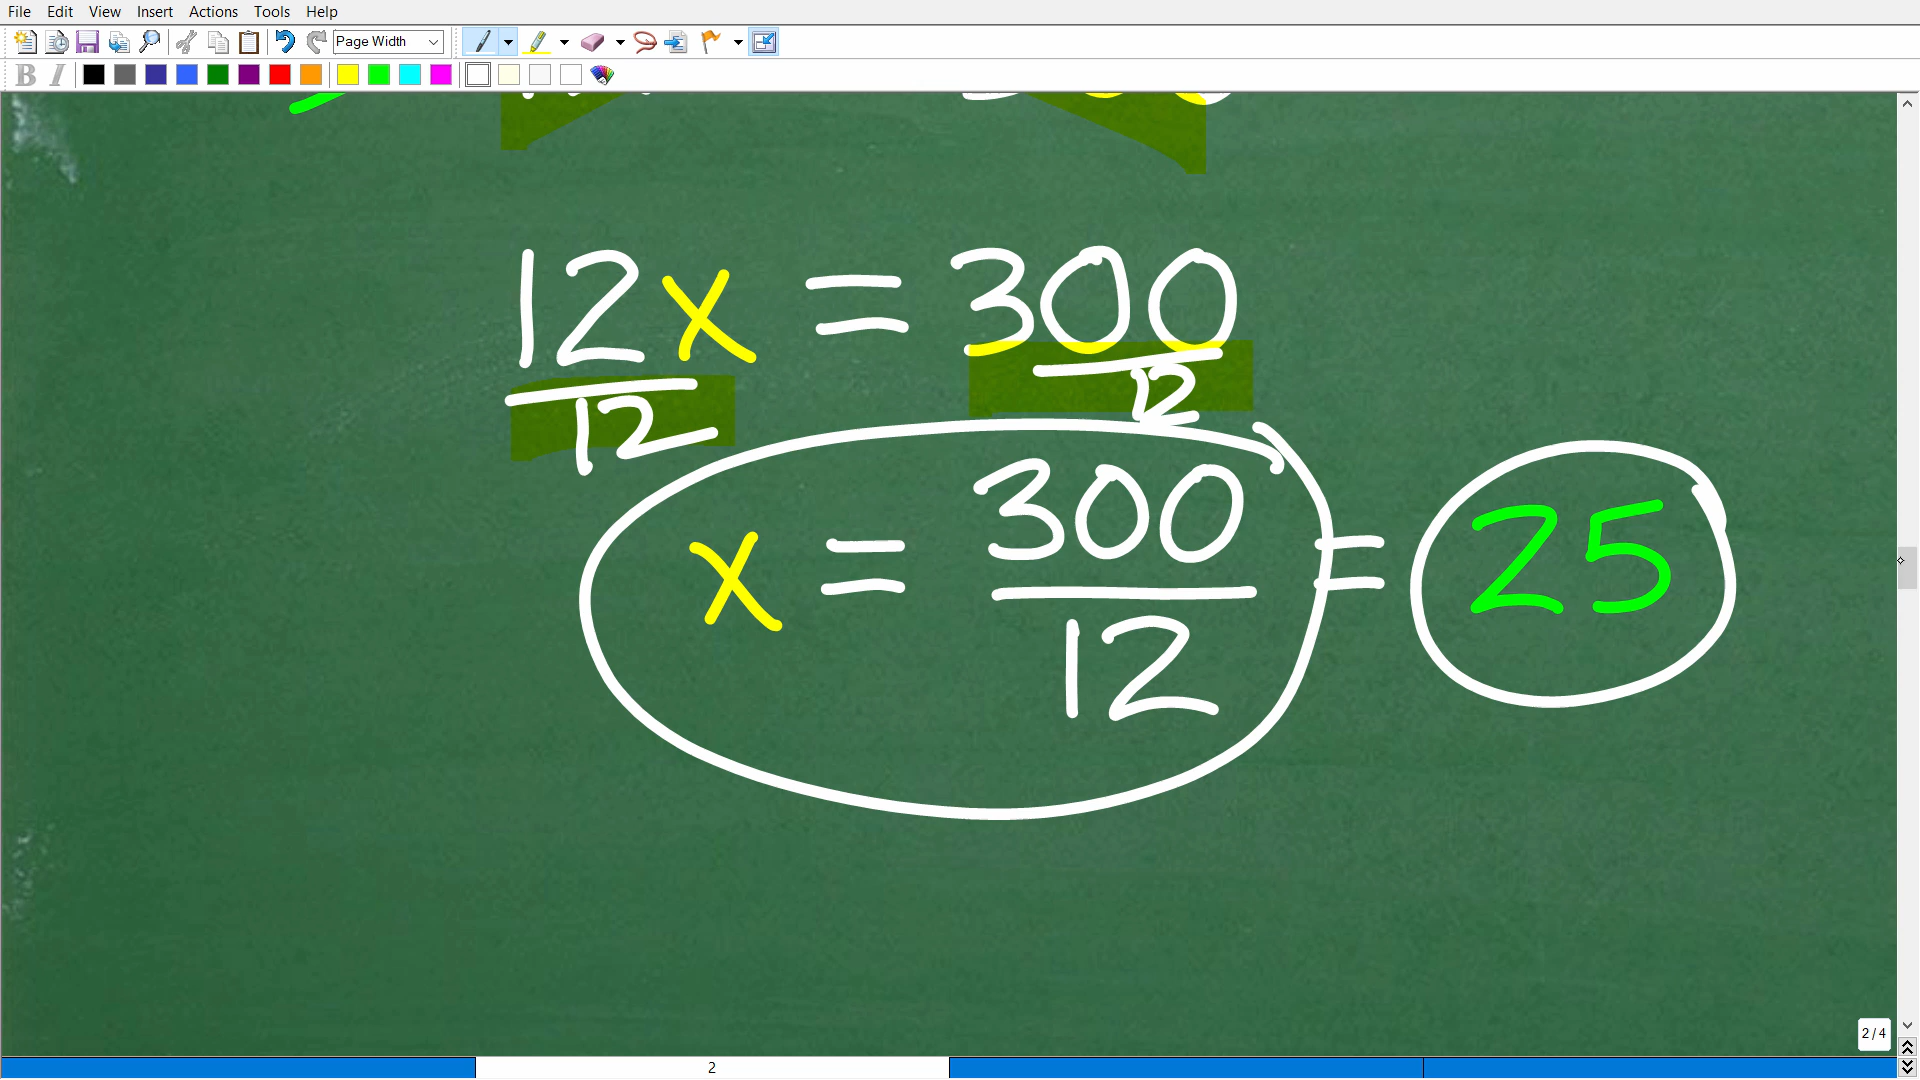 File Edit View Insert Actions Tools Help
Page Width
B I
12x = 300
12 12
x = 300/12 = 25
2 / 4
2